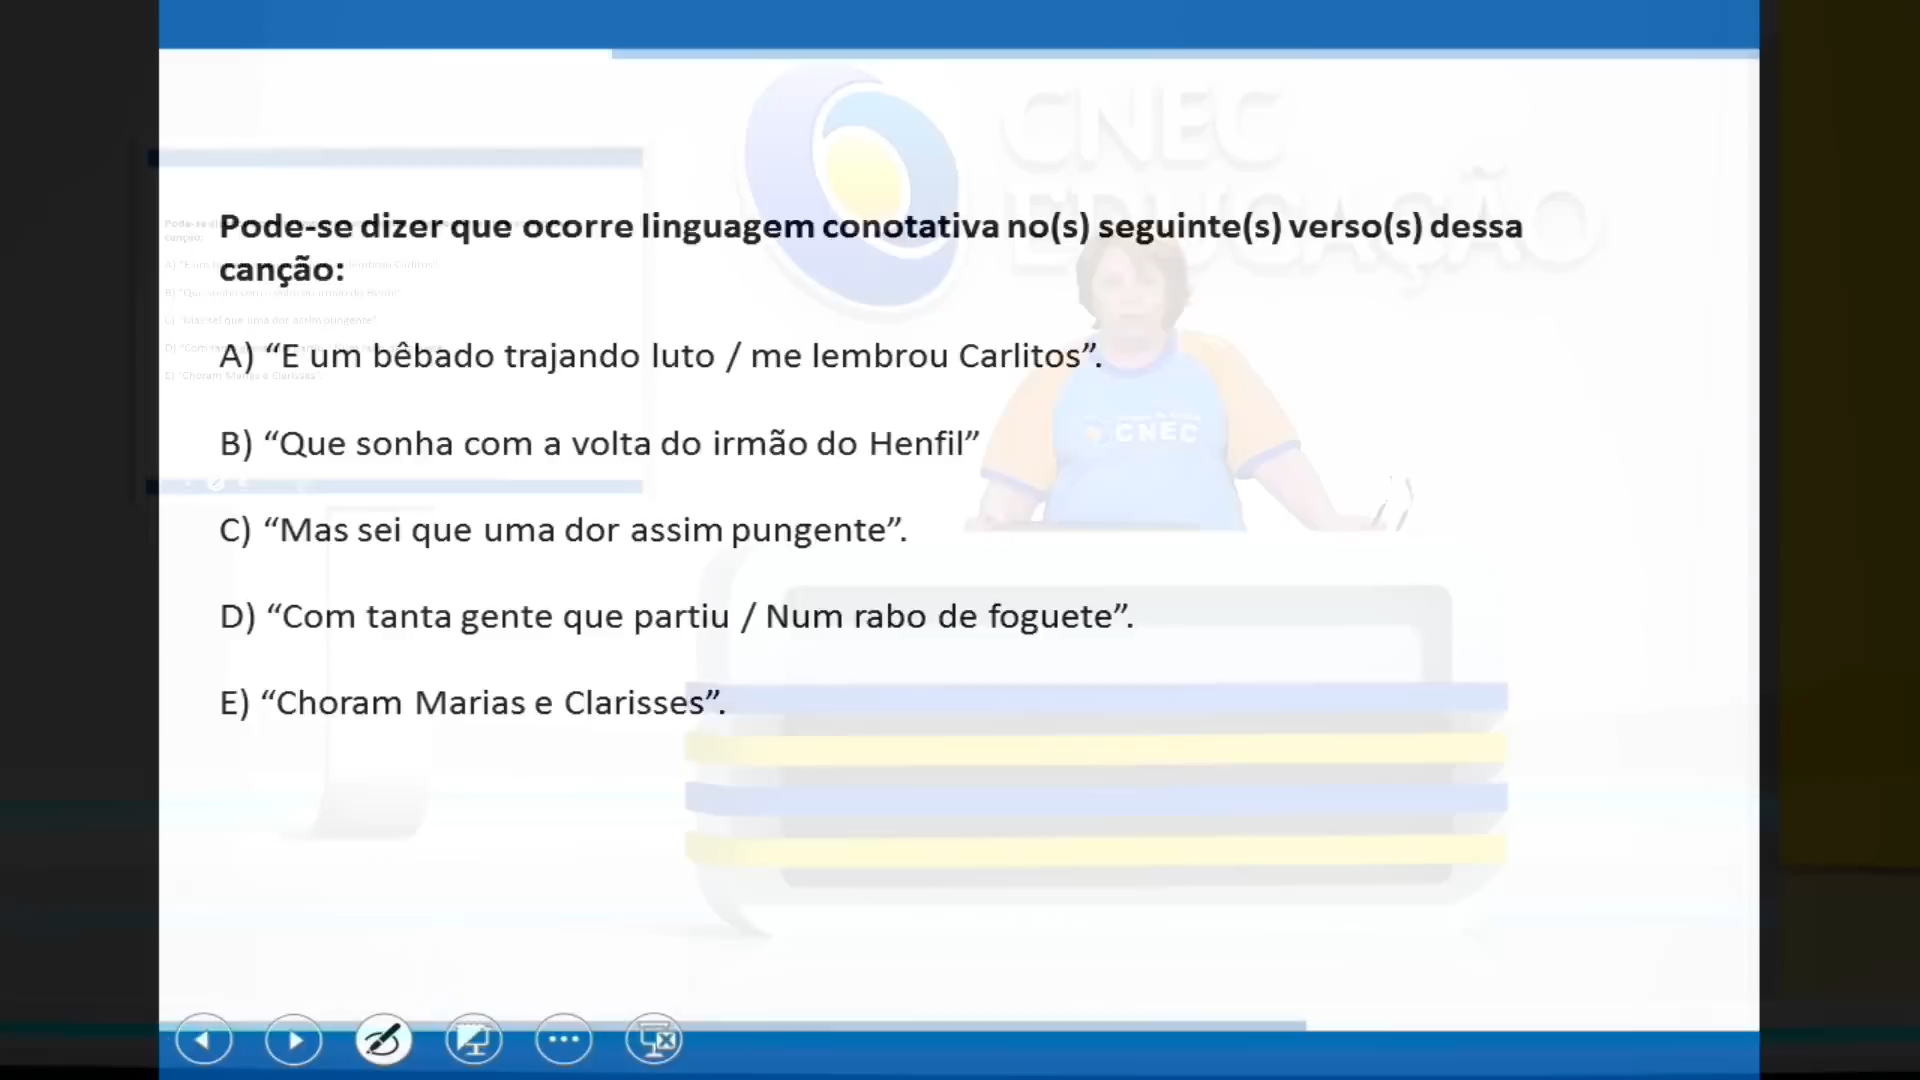 CNEC
EDUCAÇÃO
Pode-se dizer que ocorre linguagem conotativa no(s) seguinte(s) verso(s) dessa
canção:
A) “E um bêbado trajando luto / me lembrou Carlitos”.
B) “Que sonha com a volta do irmão do Henfil”
C) “Mas sei que uma dor assim pungente”.
D) “Com tanta gente que partiu / Num rabo de foguete”.
E) “Choram Marias e Clarisses”.
CNEC